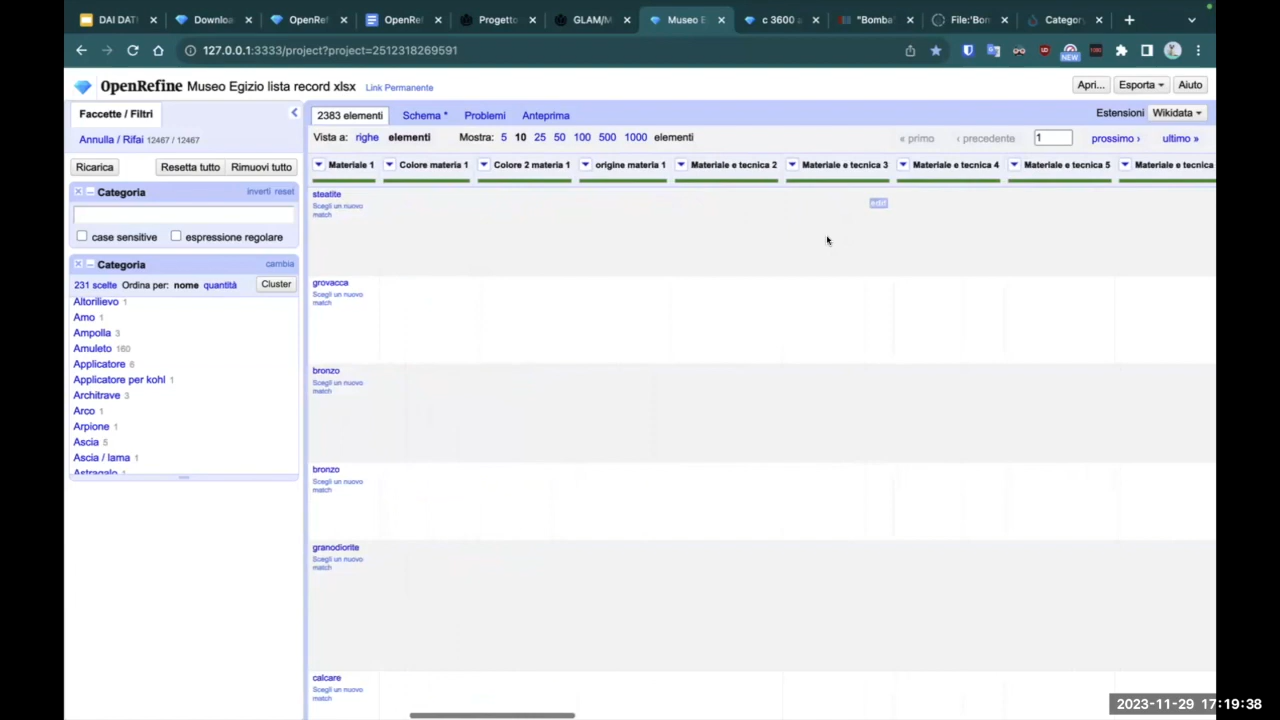 DAI DAT
Downloa
OpenRef
OpenRef
Progetto
GLAM/M
Museo E
c 3600
"Bomba"
File:'Bon
Categor
127.0.0.1:3333/project?project=2512318269591
NEW
OpenRefine Museo Egizio lista record xlsx Link Permanente
Apri... Esporta Aiuto
Faccette / Filtri
2383 elementi Schema * Problemi Anteprima
Estensioni Wikidata
Annulla / Rifai 12467 / 12467
Vista a: righe elementi Mostra: 5 10 25 50 100 500 1000 elementi
« primo ‹ precedente 1 prossimo › ultimo »
Ricarica Resetta tutto Rimuovi tutto
Materiale 1 Colore materia 1 Colore 2 materia 1 origine materia 1 Materiale e tecnica 2 Materiale e tecnica 3 Materiale e tecnica 4 Materiale e tecnica 5 Materiale e tecnica
Categoria inverti reset
case sensitive espressione regolare
Categoria cambia
231 scelte Ordina per: nome quantità Cluster
Altorilievo 1
Amo 1
Ampolla 3
Amuleto 160
Applicatore 6
Applicatore per kohl 1
Architrave 3
Arco 1
Arpione 1
Ascia 5
Ascia / lama 1
Astragalo 1
steatite
Scegli un nuovo
match
edit
grovacca
Scegli un nuovo
match
bronzo
Scegli un nuovo
match
bronzo
Scegli un nuovo
match
granodiorite
Scegli un nuovo
match
calcare
Scegli un nuovo
match
2023-11-29 17:19:38